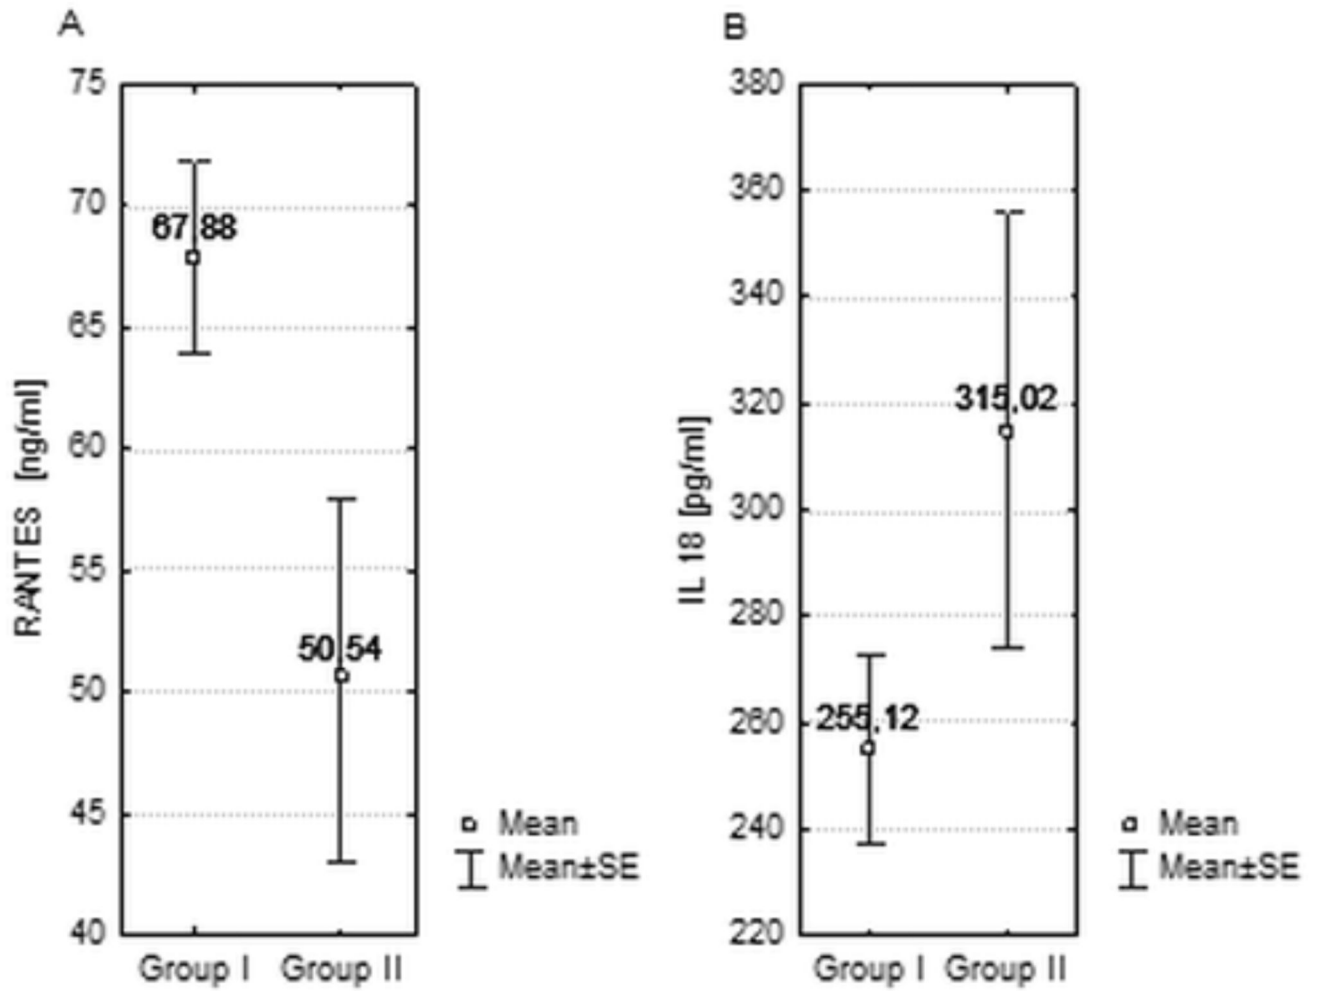 A
75
70
65
60
55
50
45
40
RANTES [ng/ml]
67,88
50,54
Group I Group II
Mean
Mean±SE
B
380
360
340
320
300
280
260
240
220
IL 18 [pg/ml]
315,02
255,12
Group I Group II
Mean
Mean±SE